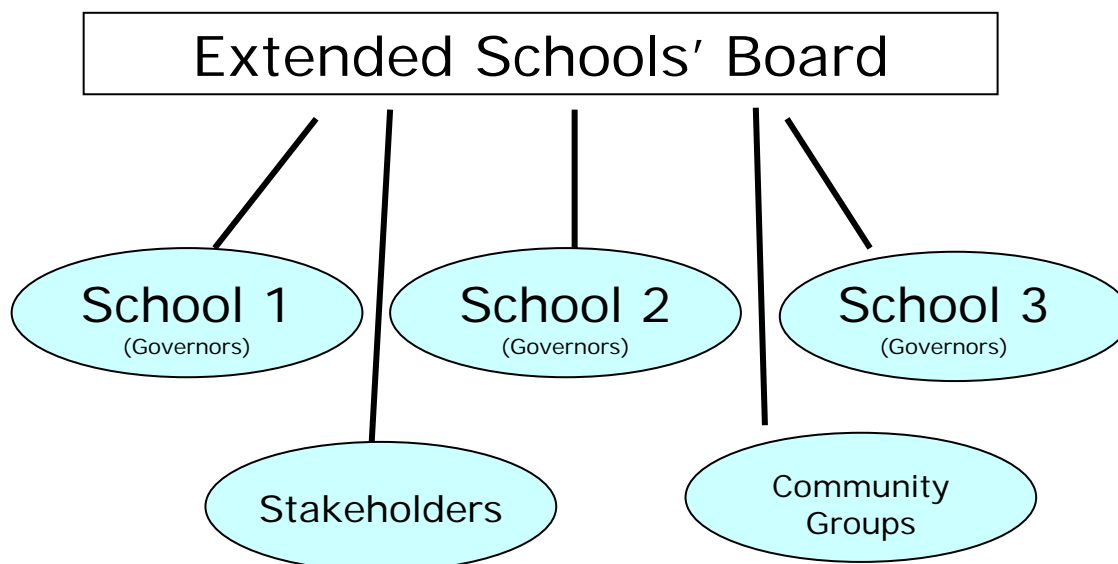 Extended Schools’ Board
School 1
(Governors)
School 2
(Governors)
School 3
(Governors)
Stakeholders
Community
Groups